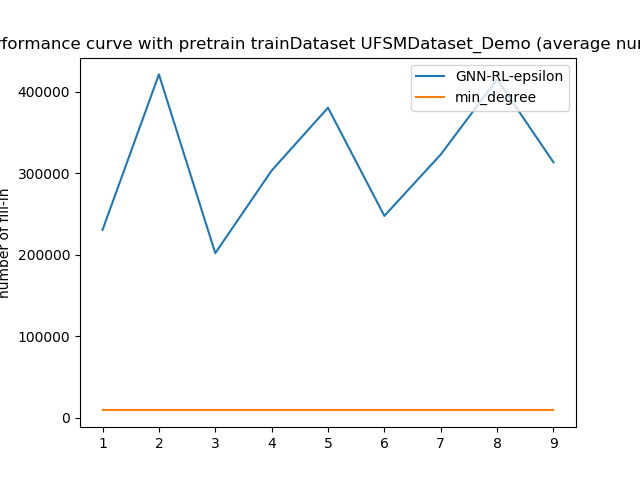 rformance curve with pretrain trainDataset UFSMDataset_Demo (average nu
GNN-RL-epsilon
min_degree
400000
300000
200000
100000
0
number of fill-in
1 2 3 4 5 6 7 8 9